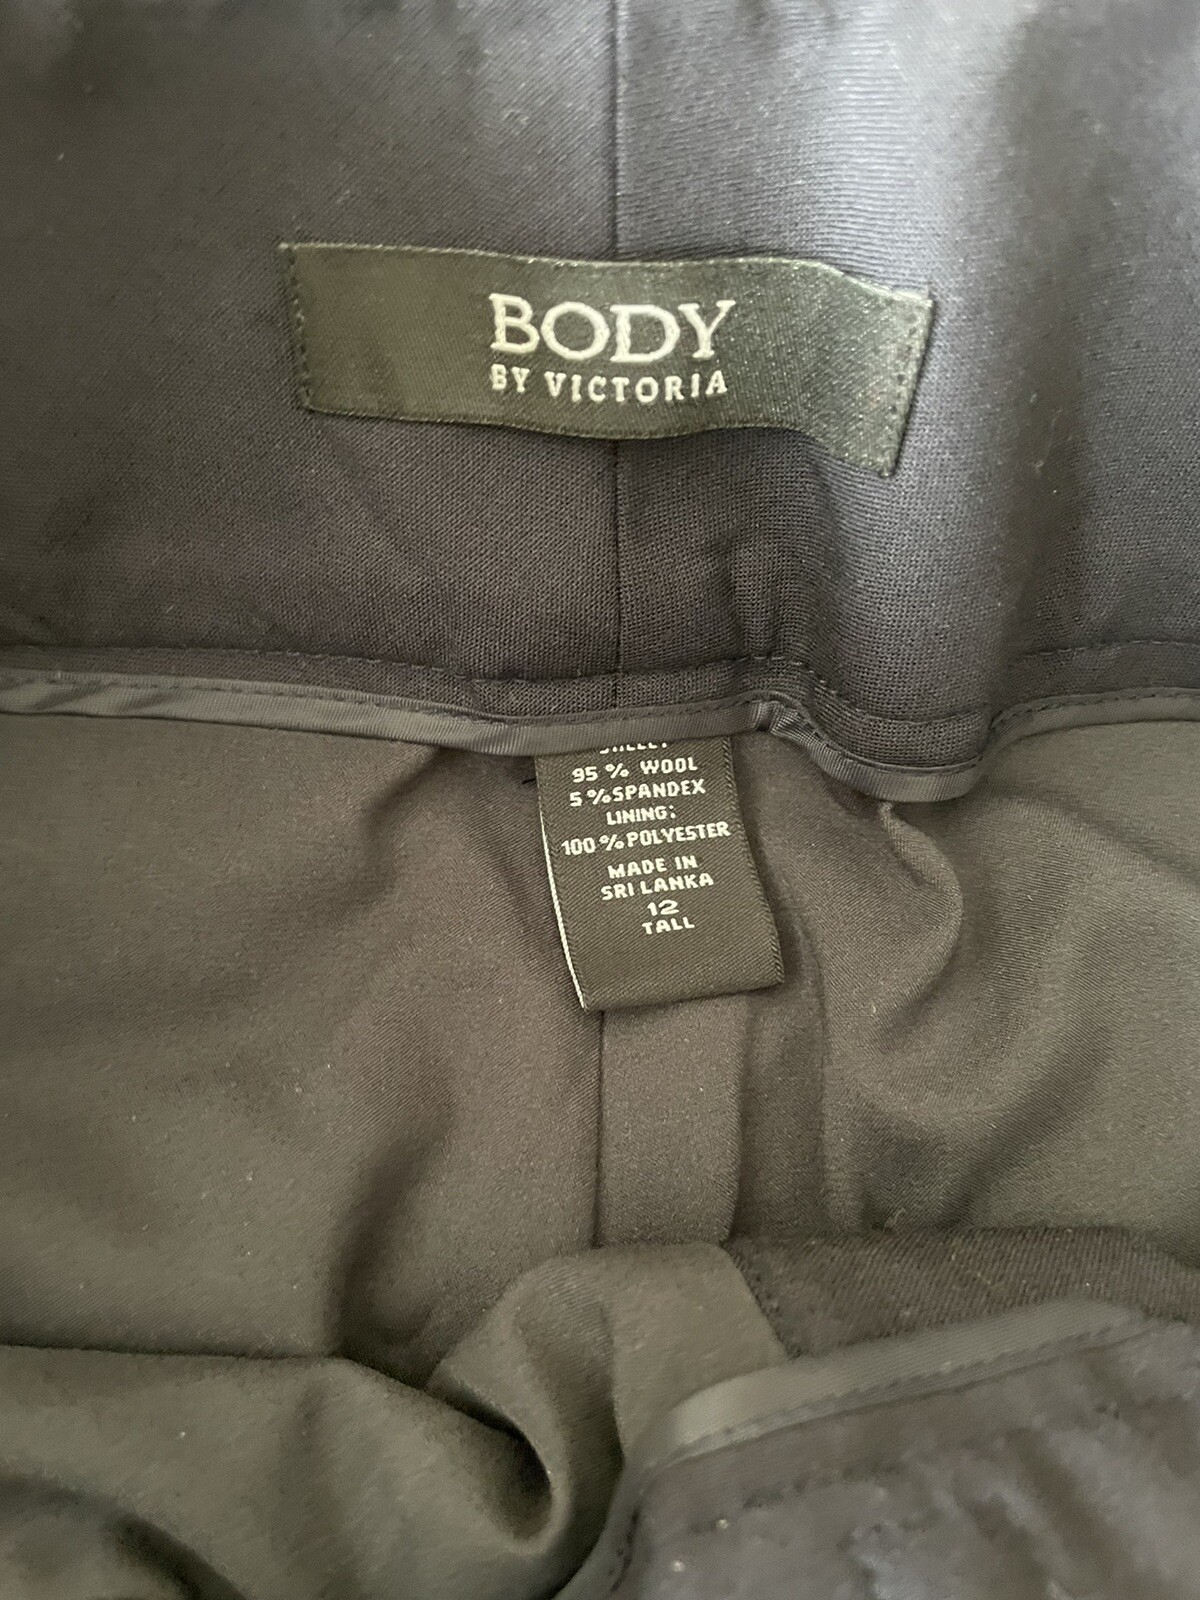 BODY
BY VICTORIA
95 % WOOL
5 %SPANDEX
LINING:
100 % POLYESTER
MADE IN
SRI LANKA
12
TALL